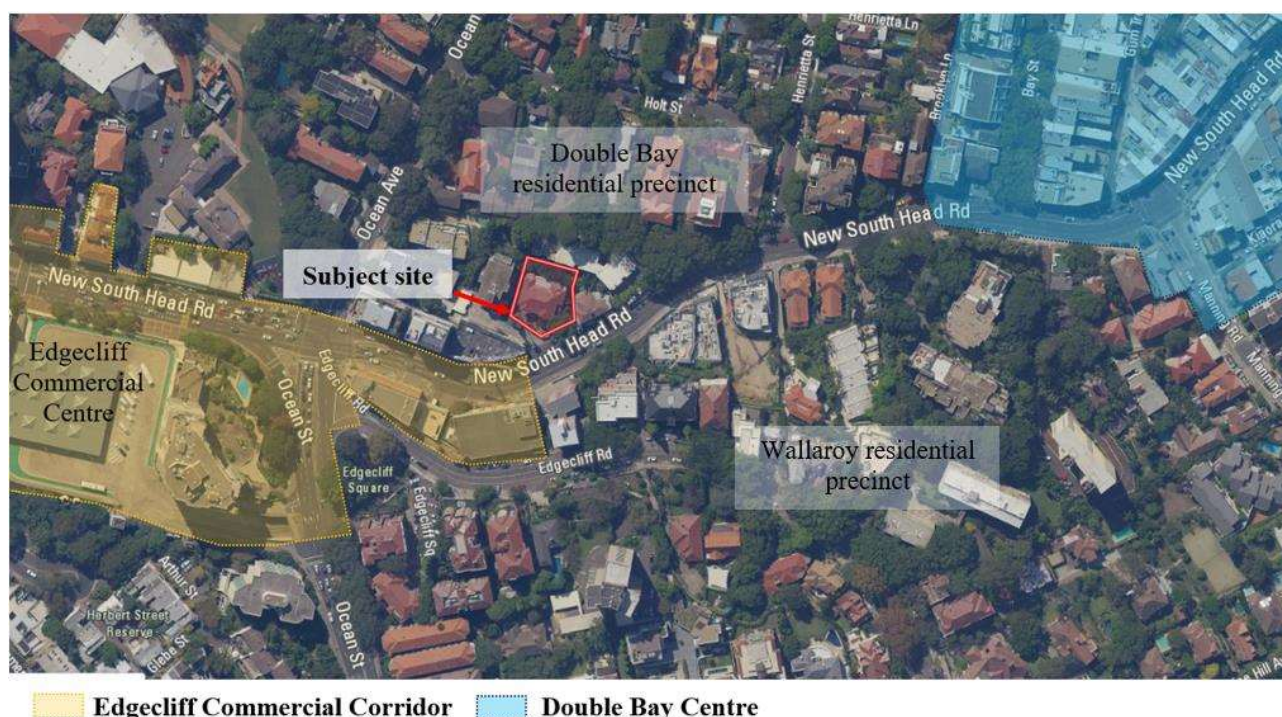 Henrietta Ln
Ocean
Holt St
Henrietta St
Brooklyn Ln
Bay St
New South Head Rd
Double Bay
residential precinct
Ocean Ave
New South Head Rd
Subject site
New South Head Rd
Manning Rd
Edgecliff
Commercial
Centre
Ocean St
Edgecliff Rd
New South Head Rd
Edgecliff Rd
Wallaroy residential
precinct
Edgecliff
Square
Edgecliff Sq
Arthur St
Herbert Street
Reserve
Glebe St
Ocean St
Edgecliff Commercial Corridor
Double Bay Centre